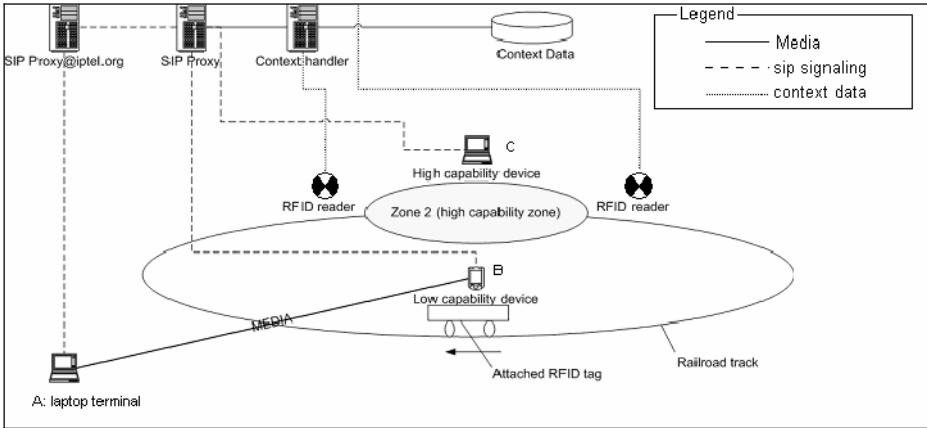 Legend
Media
sip signaling
context data
SIP Proxy@iptel.org
SIP Proxy
Context handler
Context Data
C
High capability device
RFID reader
RFID reader
Zone 2 (high capability zone)
B
Low capability device
MEDIA
Attached RFID tag
Railroad track
A: laptop terminal